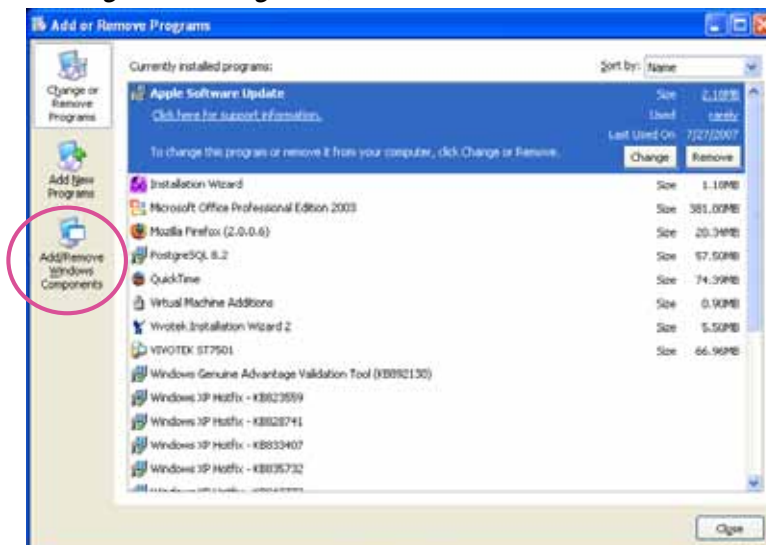 Add or Remove Programs
Change or
Remove
Programs
Add New
Programs
Add/Remove
Windows
Components
Currently installed programs:
Sort by: Name
Apple Software Update
Size 2.10MB
Click here for support information.
Used rarely
Last Used On 7/27/2007
To change this program or remove it from your computer, click Change or Remove.
Change
Remove
Installation Wizard Size 1.10MB
Microsoft Office Professional Edition 2003 Size 381.00MB
Mozilla Firefox (2.0.0.6) Size 20.34MB
PostgreSQL 8.2 Size 57.50MB
QuickTime Size 74.39MB
Virtual Machine Additions Size 0.90MB
Vivotek Installation Wizard 2 Size 5.50MB
VIVOTEK ST7501 Size 66.96MB
Windows Genuine Advantage Validation Tool (KB892130)
Windows XP Hotfix - KB823559
Windows XP Hotfix - KB828741
Windows XP Hotfix - KB833407
Windows XP Hotfix - KB835732
Close